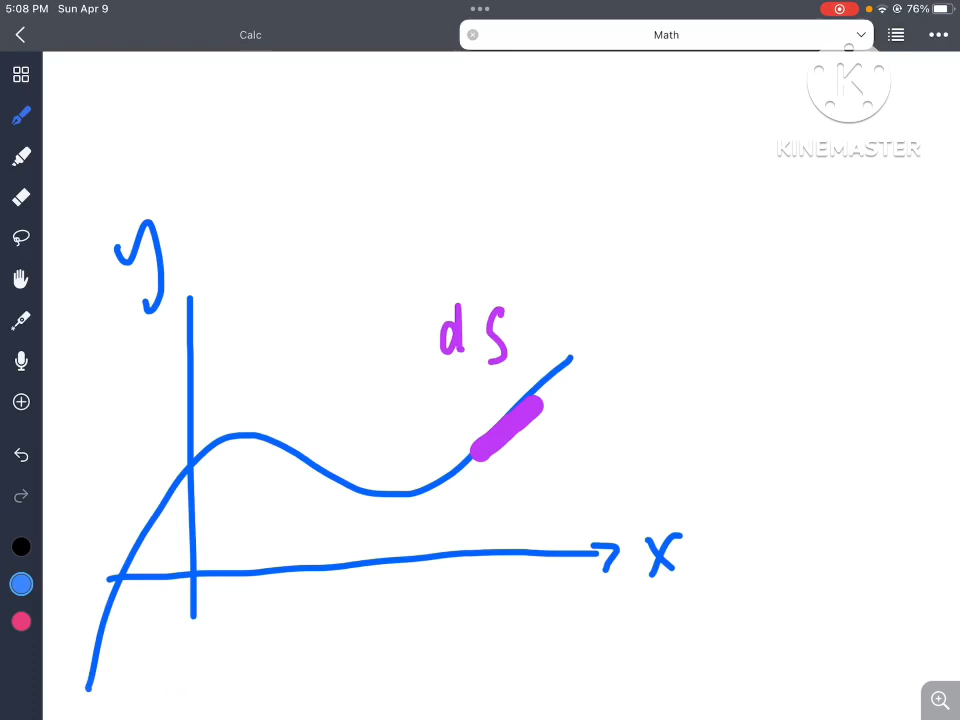 5:08 PM Sun Apr 9
76%
Calc
Math
K
KINEMASTER
y
ds
x